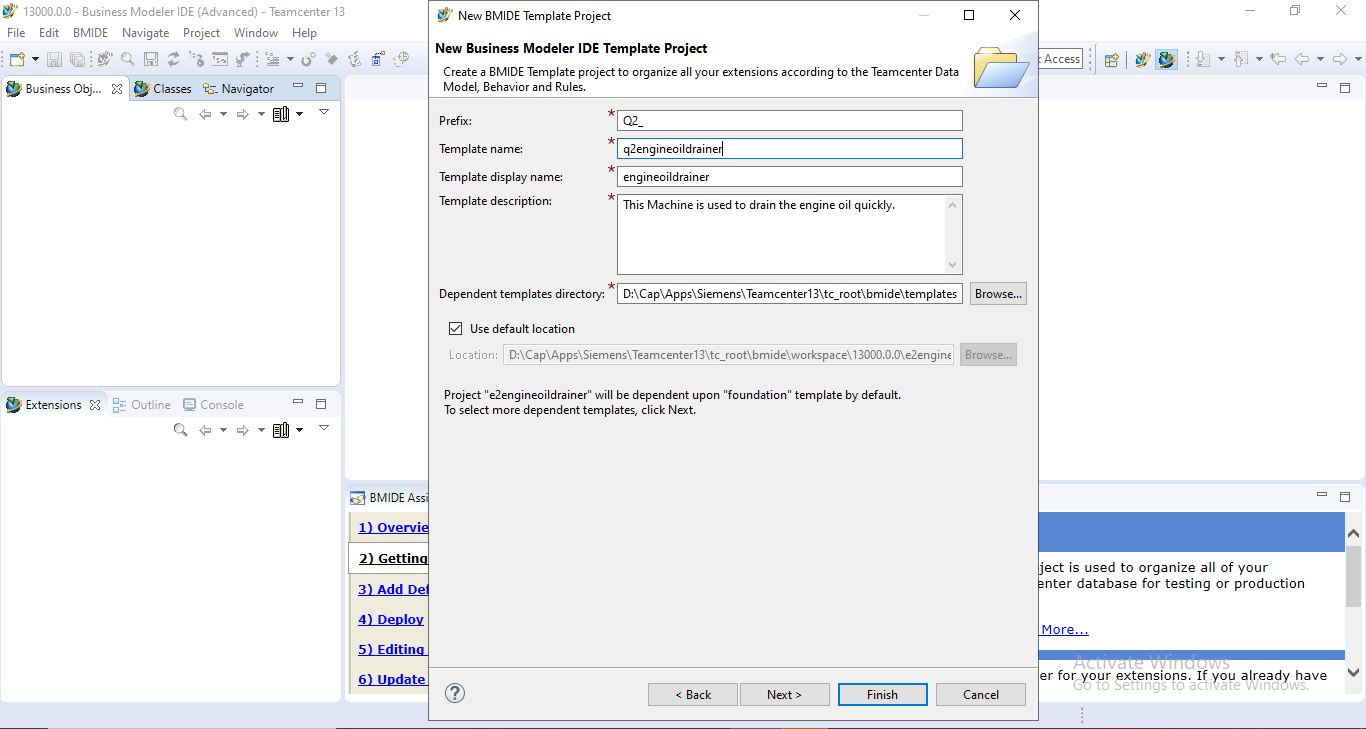 13000.0.0 - Business Modeler IDE (Advanced) - Teamcenter 13
File Edit BMIDE Navigate Project Window Help
Access
Business Obj... Classes Navigator
Extensions Outline Console
New BMIDE Template Project
New Business Modeler IDE Template Project
Create a BMIDE Template project to organize all your extensions according to the Teamcenter Data
Model, Behavior and Rules.
Prefix: * Q2_
Template name: * q2engineoildrainer
Template display name: * engineoildrainer
Template description: * This Machine is used to drain the engine oil quickly.
Dependent templates directory: * D:\Cap\Apps\Siemens\Teamcenter13\tc_root\bmide\templates Browse...
Use default location
Location: D:\Cap\Apps\Siemens\Teamcenter13\tc_root\bmide\workspace\13000.0.0\e2engine Browse...
Project "e2engineoildrainer" will be dependent upon "foundation" template by default.
To select more dependent templates, click Next.
? < Back Next > Finish Cancel
BMIDE Assi
1) Overvie
2) Getting
3) Add Def
4) Deploy
5) Editing
6) Update
ject is used to organize all of your
enter database for testing or production
More...
er for your extensions. If you already have
Activate Windows
Go to Settings to activate Windows.